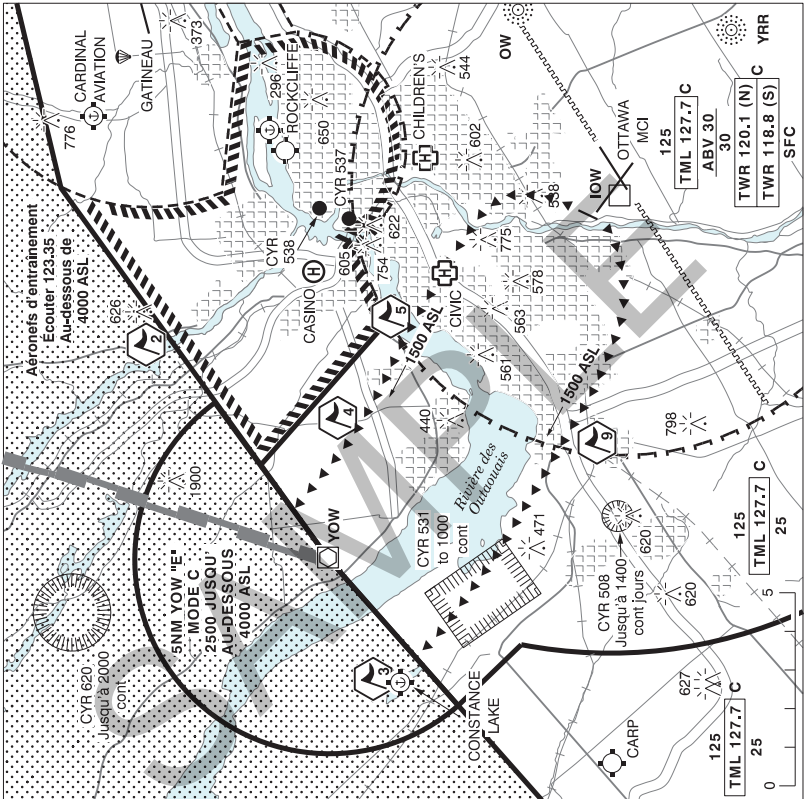 Aéronefs d'entraînement
Écouter 123.35
Au-dessous de
4000 ASL
776
CARDINAL
AVIATION
GATINEAU
373
296
ROCKCLIFFE
650
CHILDREN'S
544
OW
YRR
602
CYR 537
CYR
538
CASINO
605
754
622
626
2
5
4
1500 ASL
CIVIC
775
538
IOW
OTTAWA
MCI
125
TML 127.7 C
ABV 30
30
TWR 120.1 (N) C
TWR 118.8 (S)
SFC
578
563
561
1500 ASL
440
Rivière des
Outaouais
9
798
1900
YOW
5NM YOW "E"
MODE C
2500 JUSQU'
AU-DESSOUS
4000 ASL
CYR 531
to 1000
cont
471
CYR 508
Jusqu'à 1400
cont jours
620
620
125
TML 127.7 C
25
CYR 620
Jusqu'à 2000
cont
3
CONSTANCE
LAKE
627
CARP
125
TML 127.7 C
25
0
5
SAMPLE